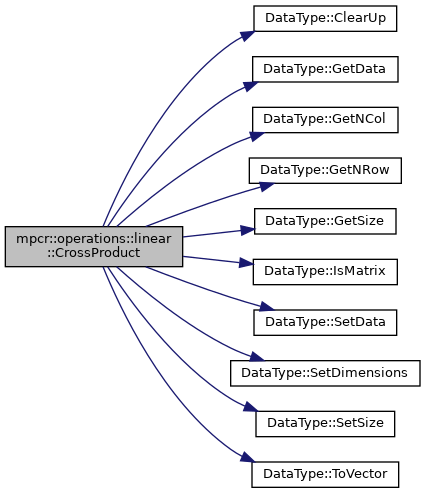 DataType::ClearUp
DataType::GetData
DataType::GetNCol
DataType::GetNRow
mpcr::operations::linear
::CrossProduct
DataType::GetSize
DataType::IsMatrix
DataType::SetData
DataType::SetDimensions
DataType::SetSize
DataType::ToVector